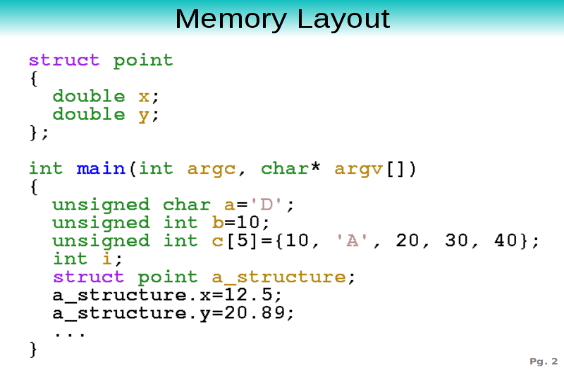 Memory Layout
struct point
{
  double x;
  double y;
};
int main(int argc, char* argv[])
{
  unsigned char a='D';
  unsigned int b=10;
  unsigned int c[5]={10, 'A', 20, 30, 40};
  int i;
  struct point a_structure;
  a_structure.x=12.5;
  a_structure.y=20.89;
  ...
}
Pg. 2